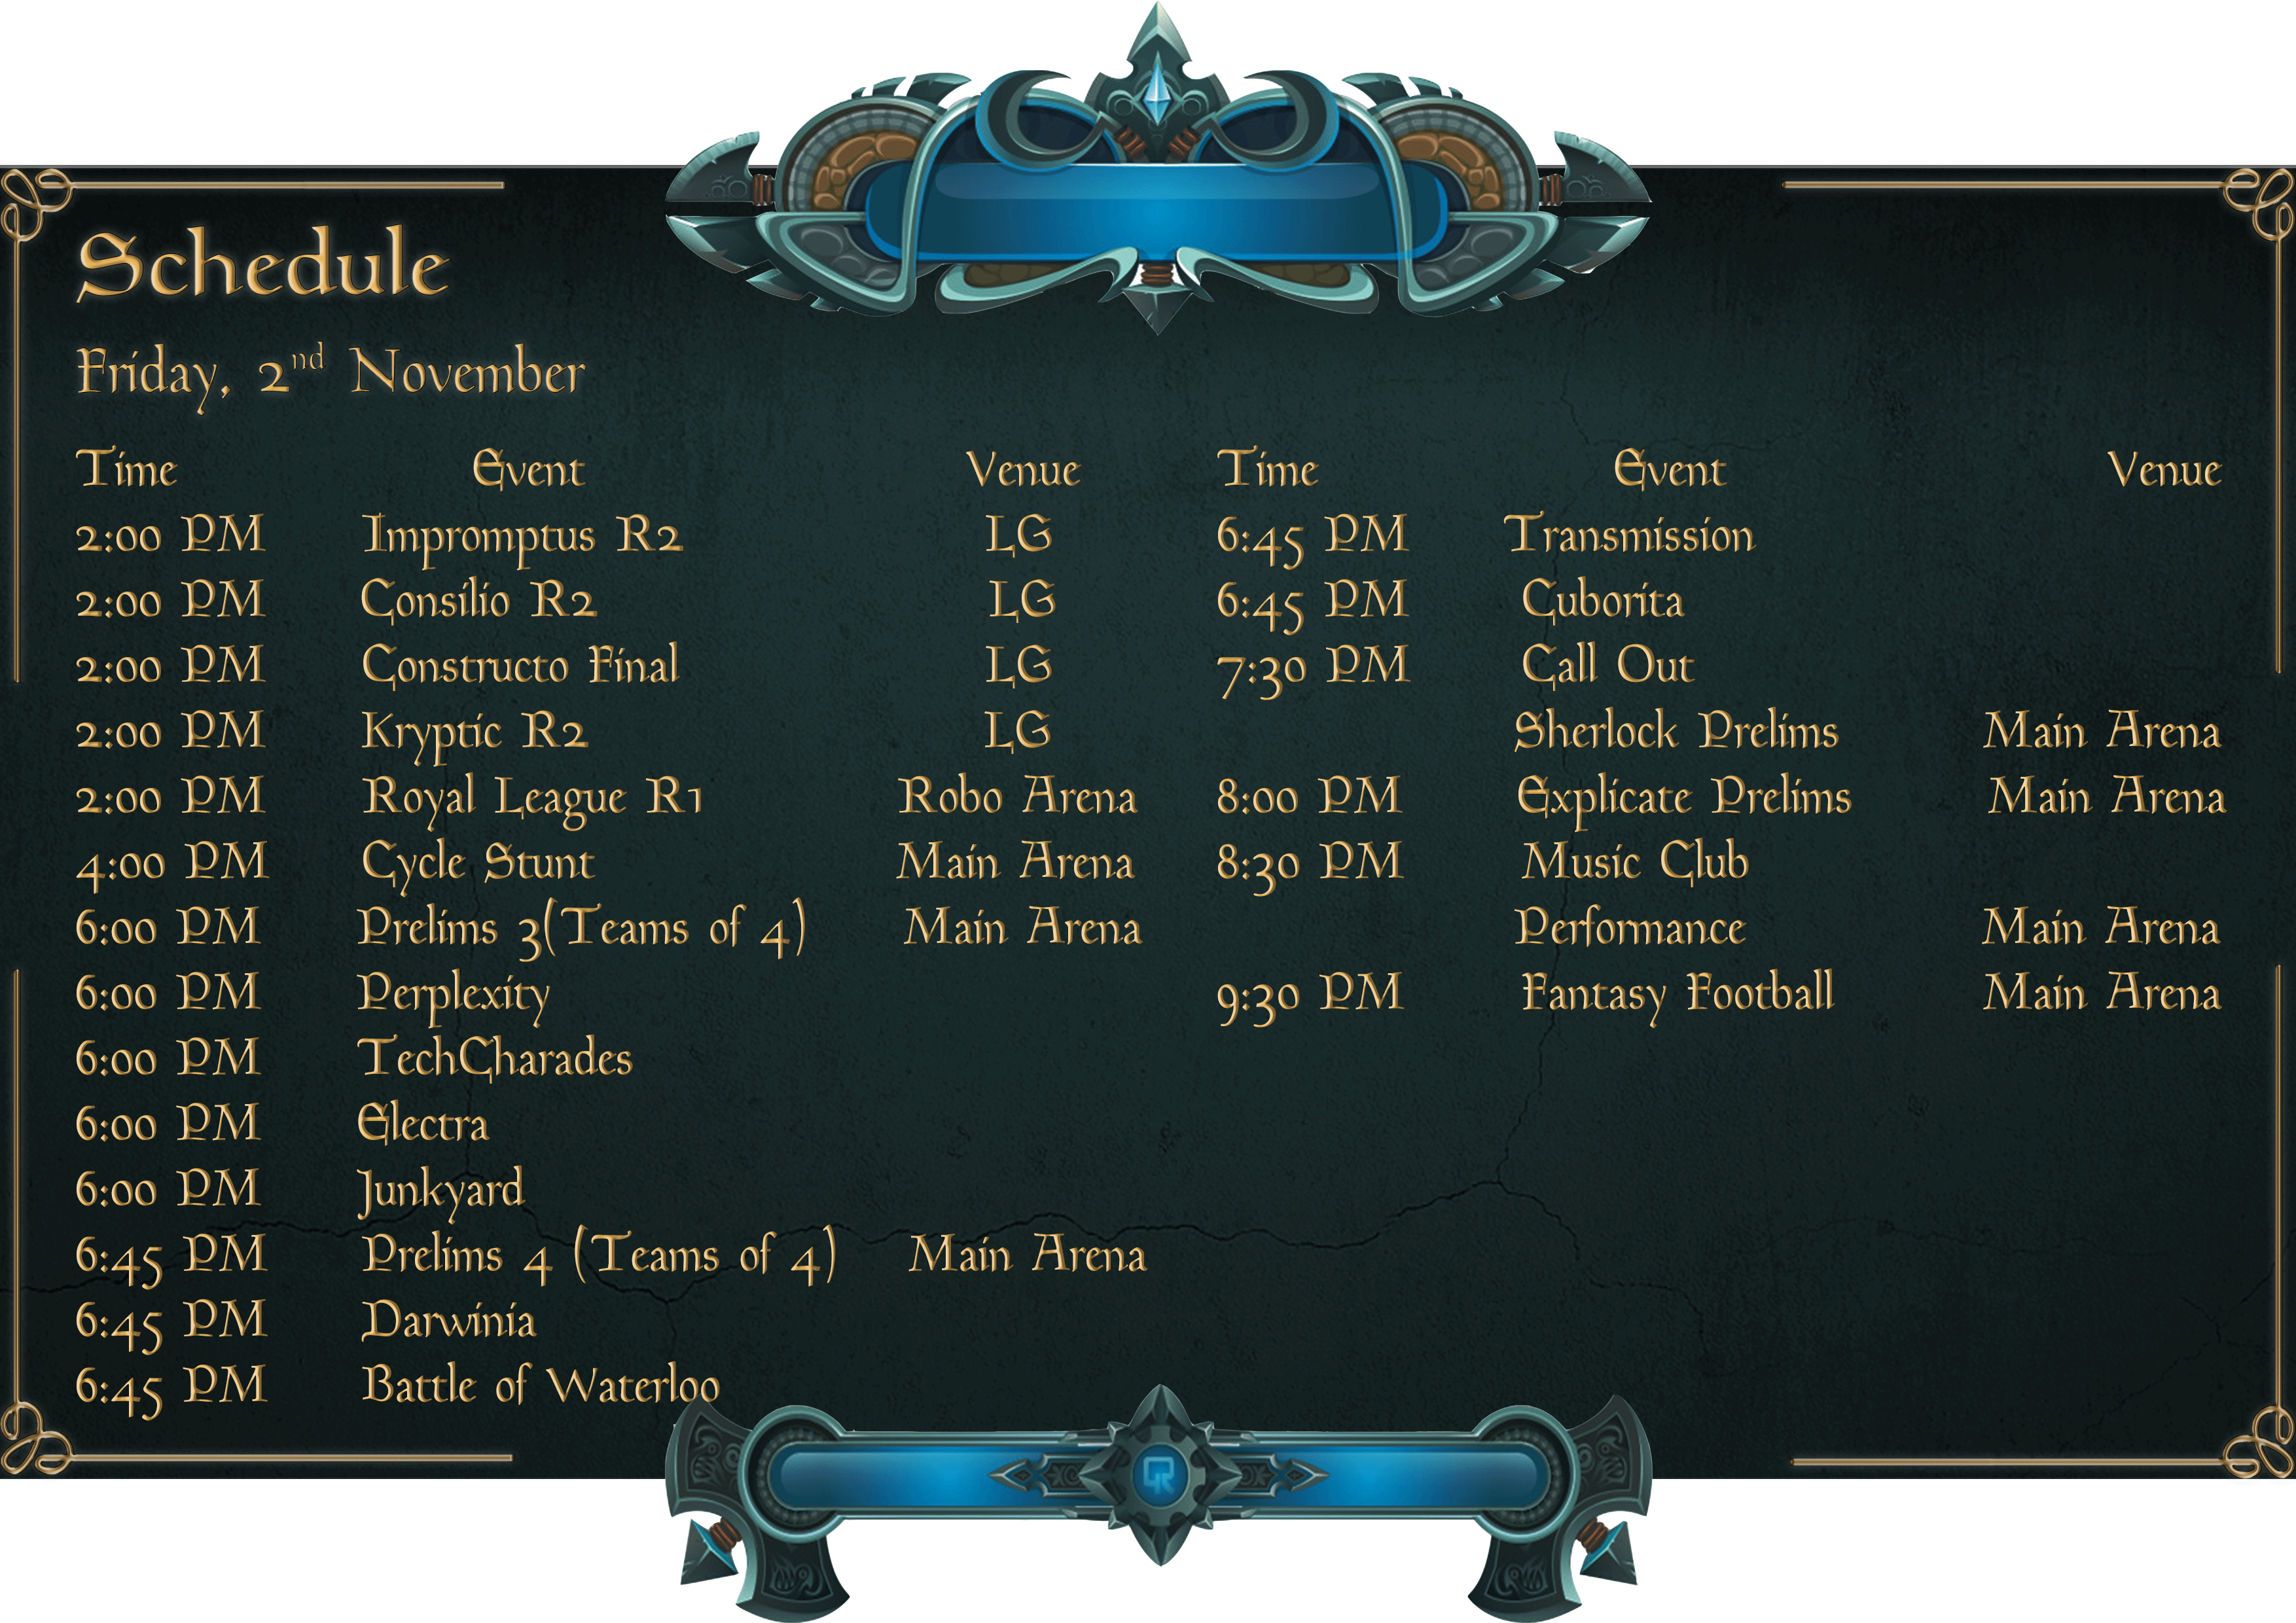 Schedule
Friday, 2nd November
Time Event Venue
2:00 PM Impromptus R2 LG
2:00 PM Consilio R2 LG
2:00 PM Constructo Final LG
2:00 PM Kryptic R2 LG
2:00 PM Royal League R1 Robo Arena
4:00 PM Cycle Stunt Main Arena
6:00 PM Prelims 3(Teams of 4) Main Arena
6:00 PM Perplexity
6:00 PM TechCharades
6:00 PM Electra
6:00 PM Junkyard
6:45 PM Prelims 4 (Teams of 4) Main Arena
6:45 PM Darwinia
6:45 PM Battle of Waterloo
Time Event Venue
6:45 PM Transmission
6:45 PM Cuborita
7:30 PM Call Out
Sherlock Prelims Main Arena
8:00 PM Explicate Prelims Main Arena
8:30 PM Music Club
Performance Main Arena
9:30 PM Fantasy Football Main Arena